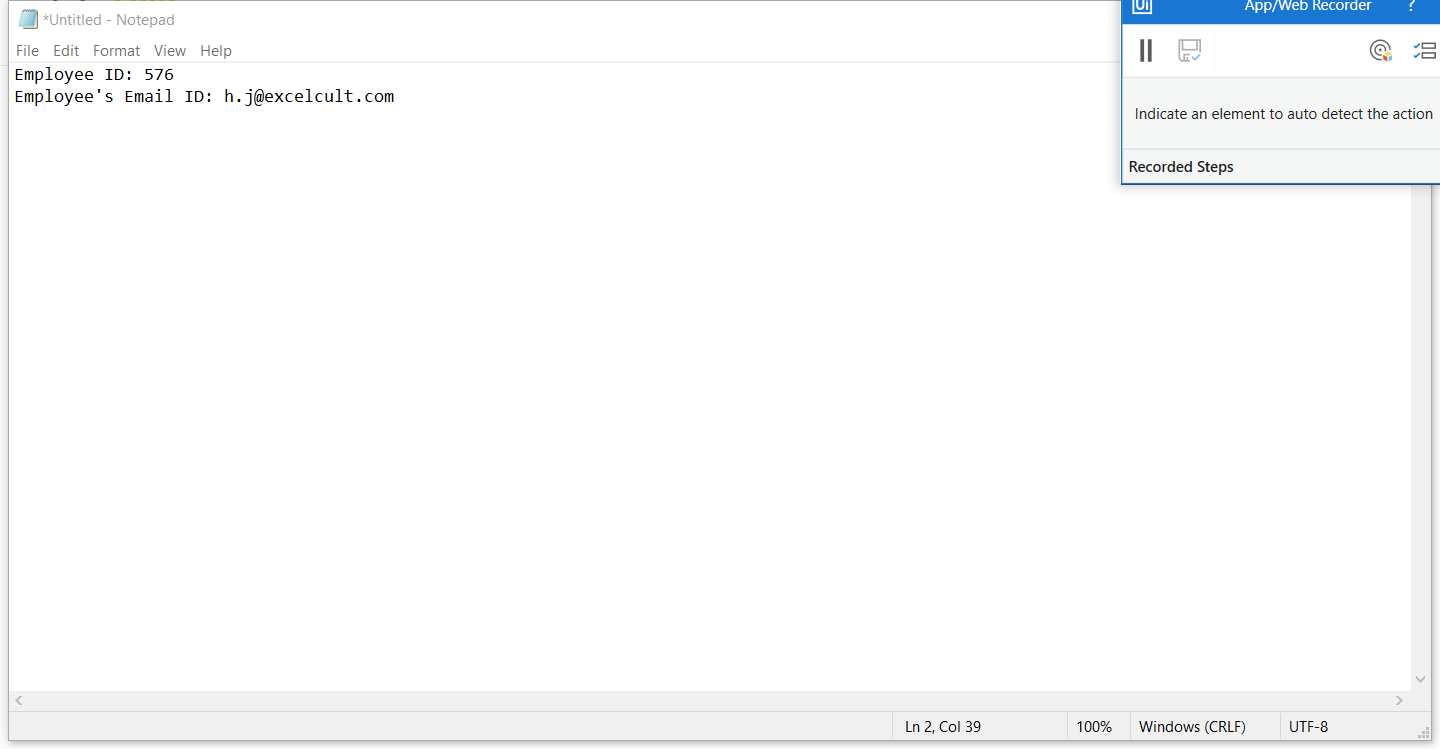 *Untitled - Notepad
File Edit Format View Help
Employee ID: 576
Employee's Email ID: h.j@excelcult.com
Ui App/Web Recorder ?
Indicate an element to auto detect the action
Recorded Steps
Ln 2, Col 39 100% Windows (CRLF) UTF-8